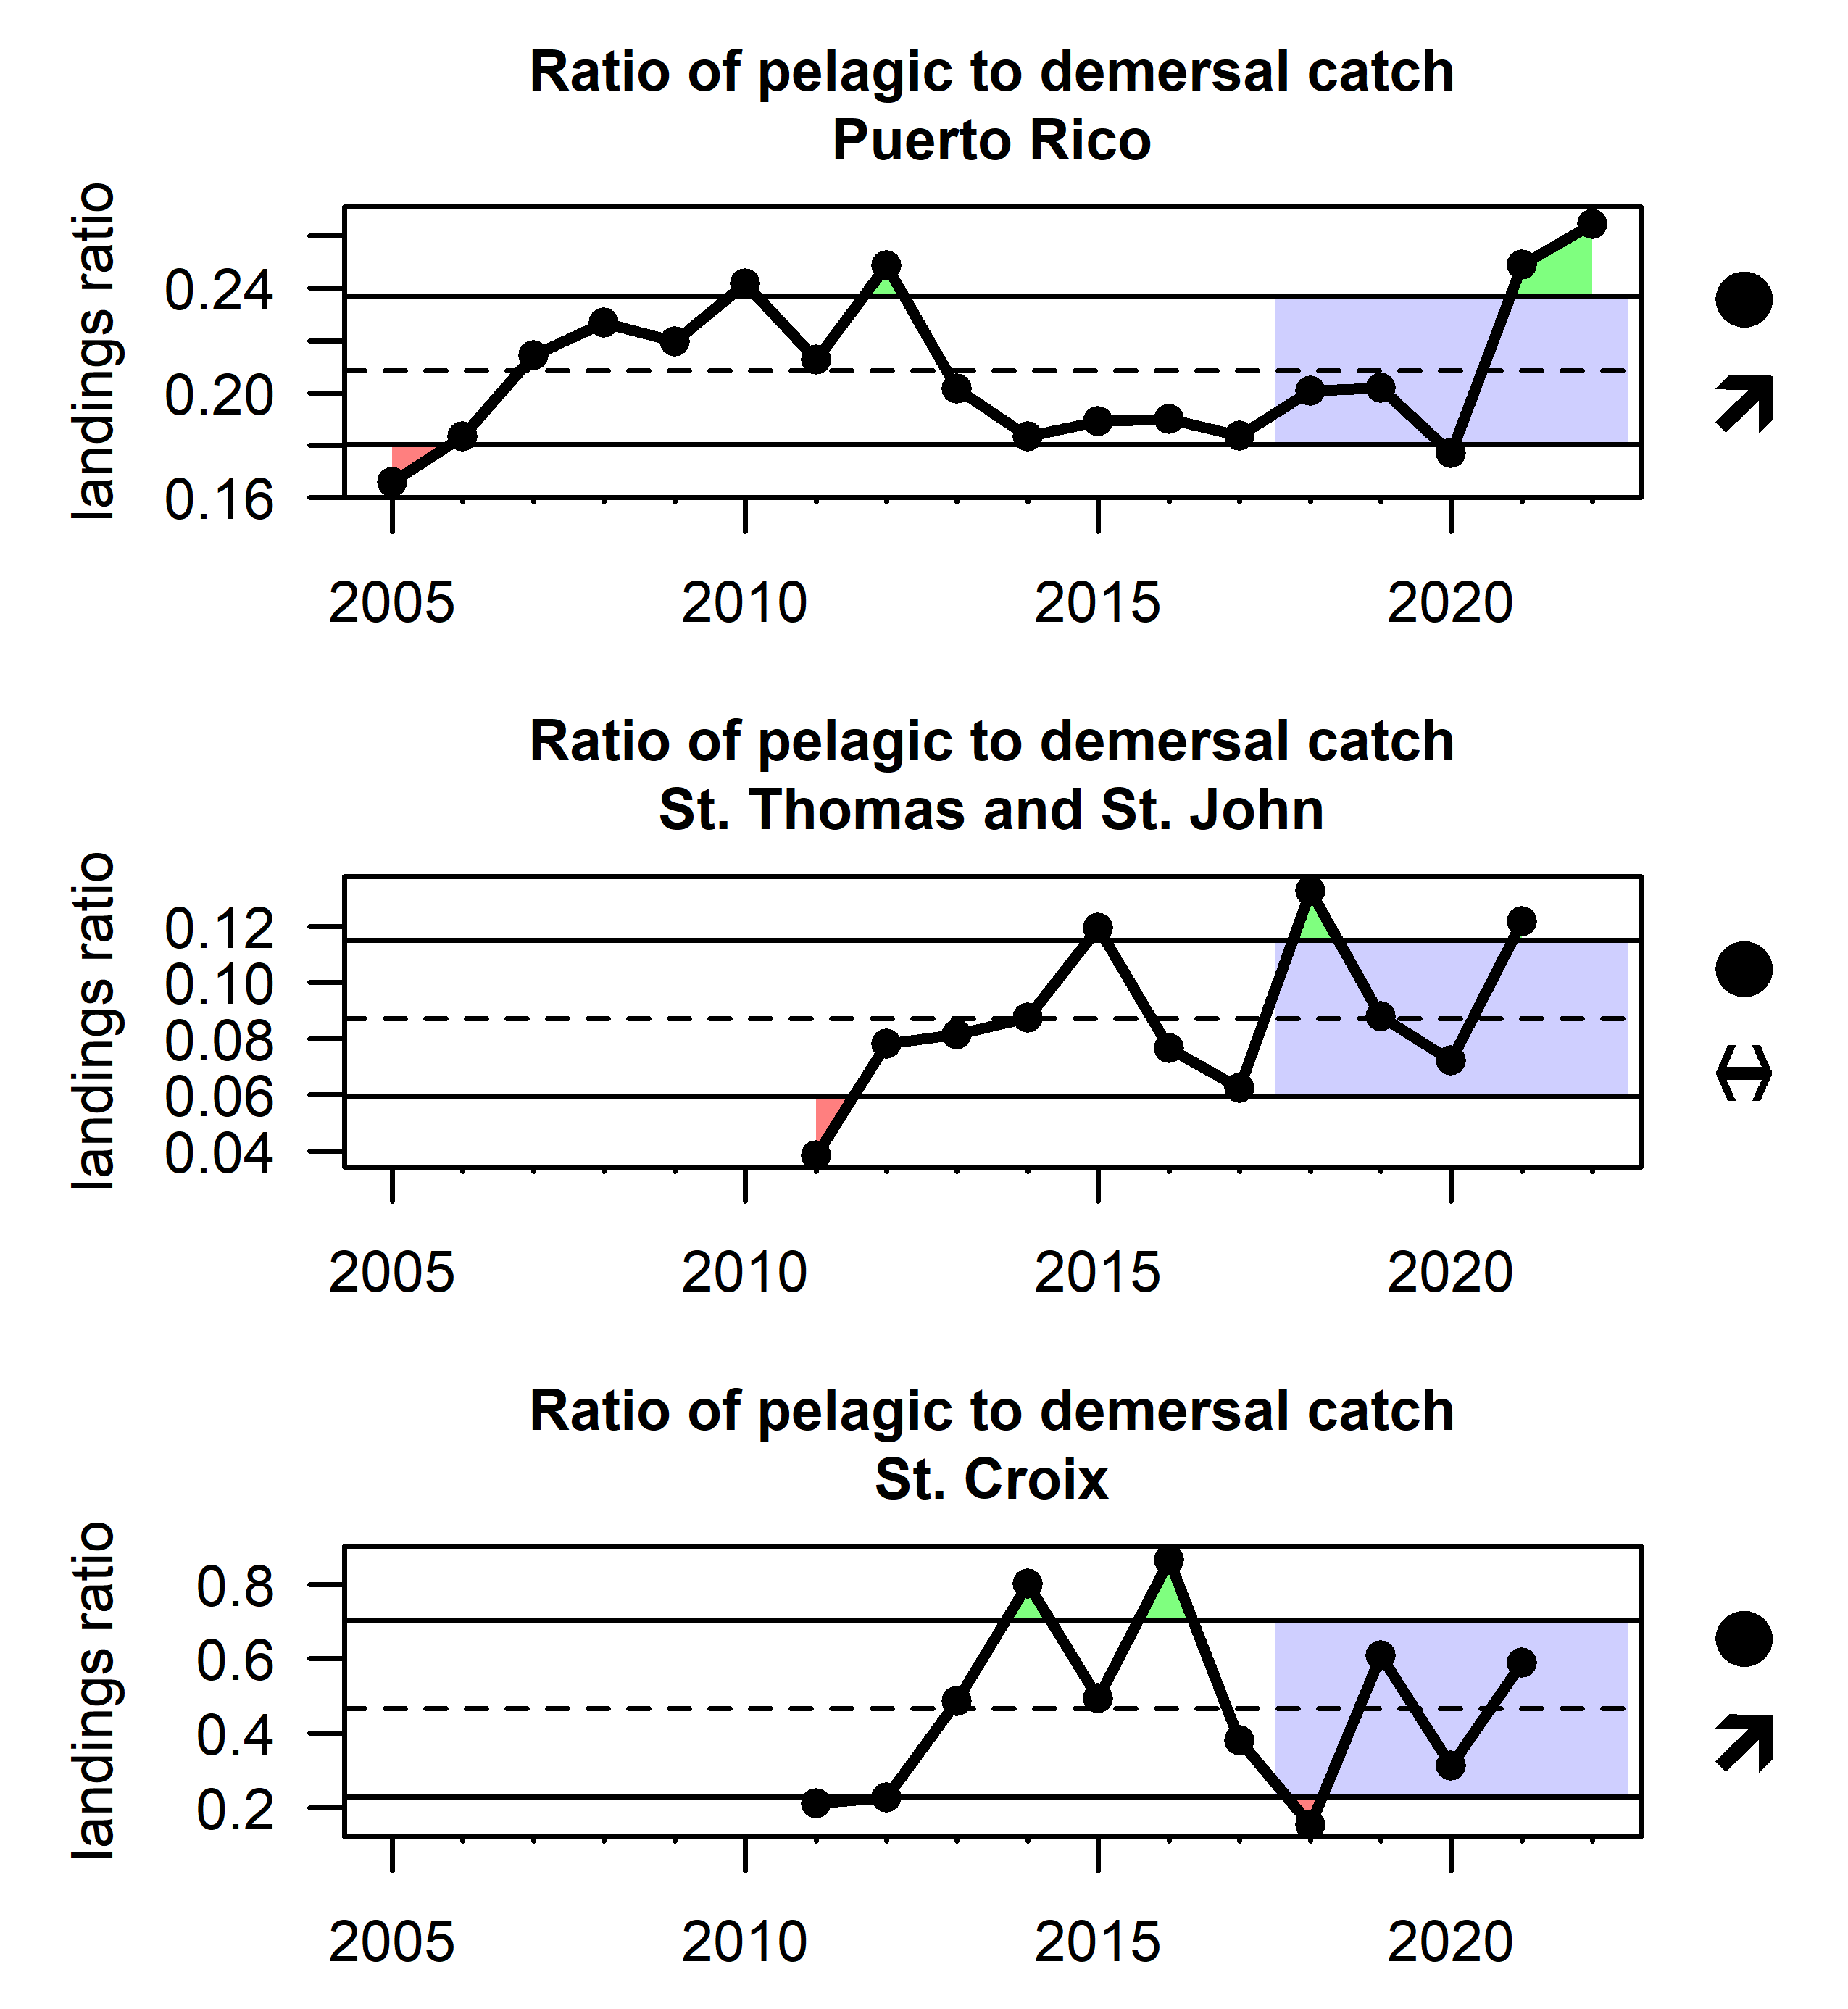 Ratio of pelagic to demersal catch
Puerto Rico
landings ratio
0.24
0.20
0.16
2005 2010 2015 2020
Ratio of pelagic to demersal catch
St. Thomas and St. John
landings ratio
0.12
0.10
0.08
0.06
0.04
2005 2010 2015 2020
Ratio of pelagic to demersal catch
St. Croix
landings ratio
0.8
0.6
0.4
0.2
2005 2010 2015 2020